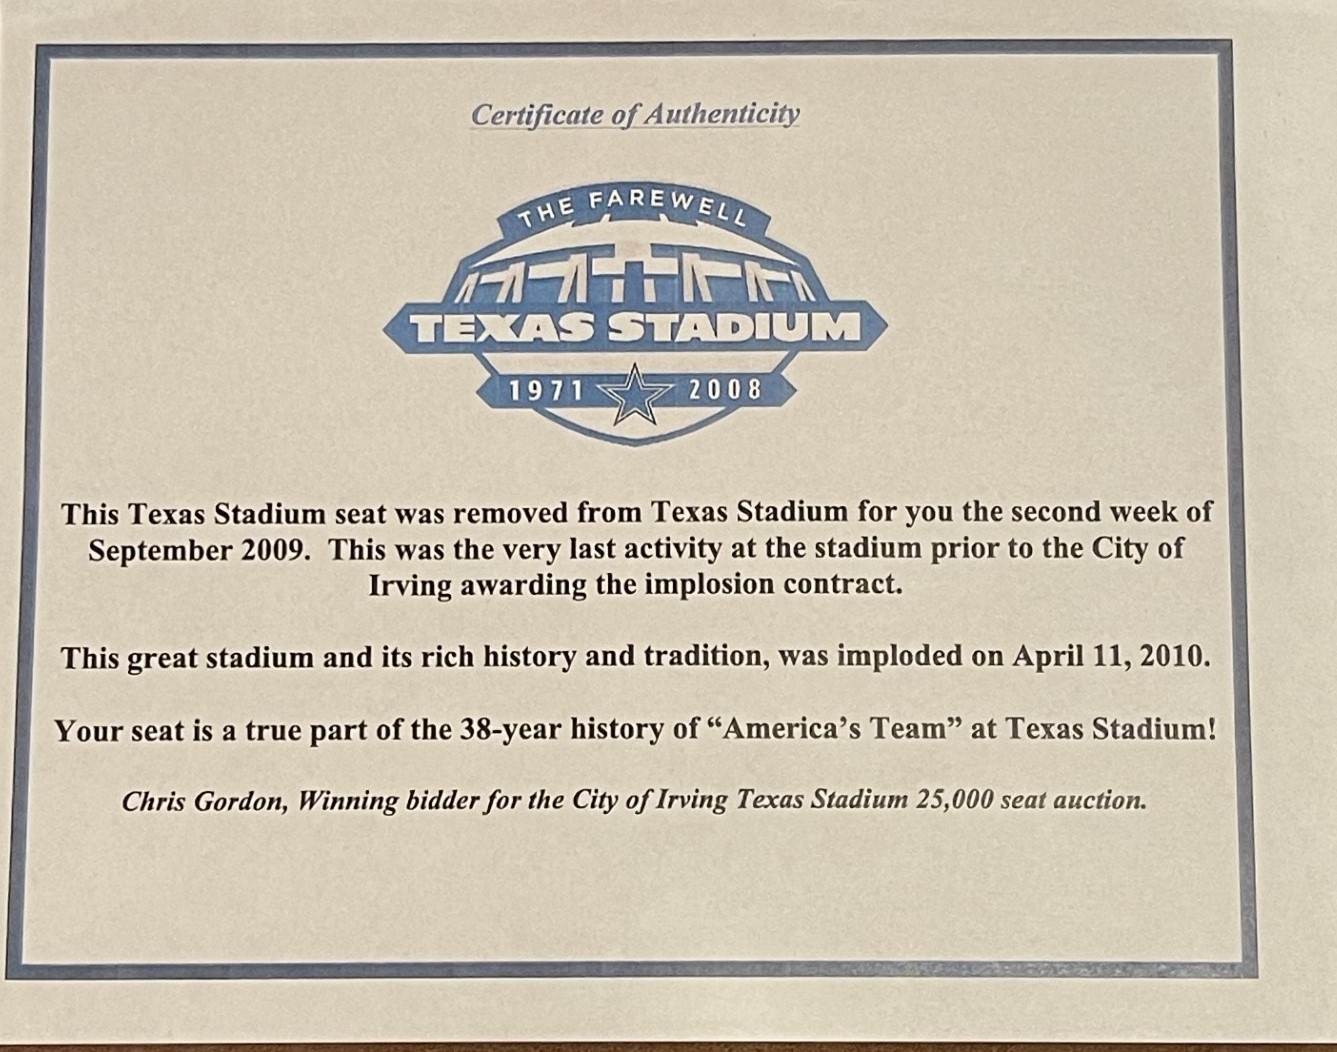 Certificate of Authenticity
THE FAREWELL
TEXAS STADIUM
1971 2008
This Texas Stadium seat was removed from Texas Stadium for you the second week of
September 2009.  This was the very last activity at the stadium prior to the City of
Irving awarding the implosion contract.
This great stadium and its rich history and tradition, was imploded on April 11, 2010.
Your seat is a true part of the 38-year history of “America’s Team” at Texas Stadium!
Chris Gordon, Winning bidder for the City of Irving Texas Stadium 25,000 seat auction.